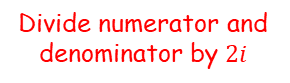 Divide numerator and
denominator by 2𝑖